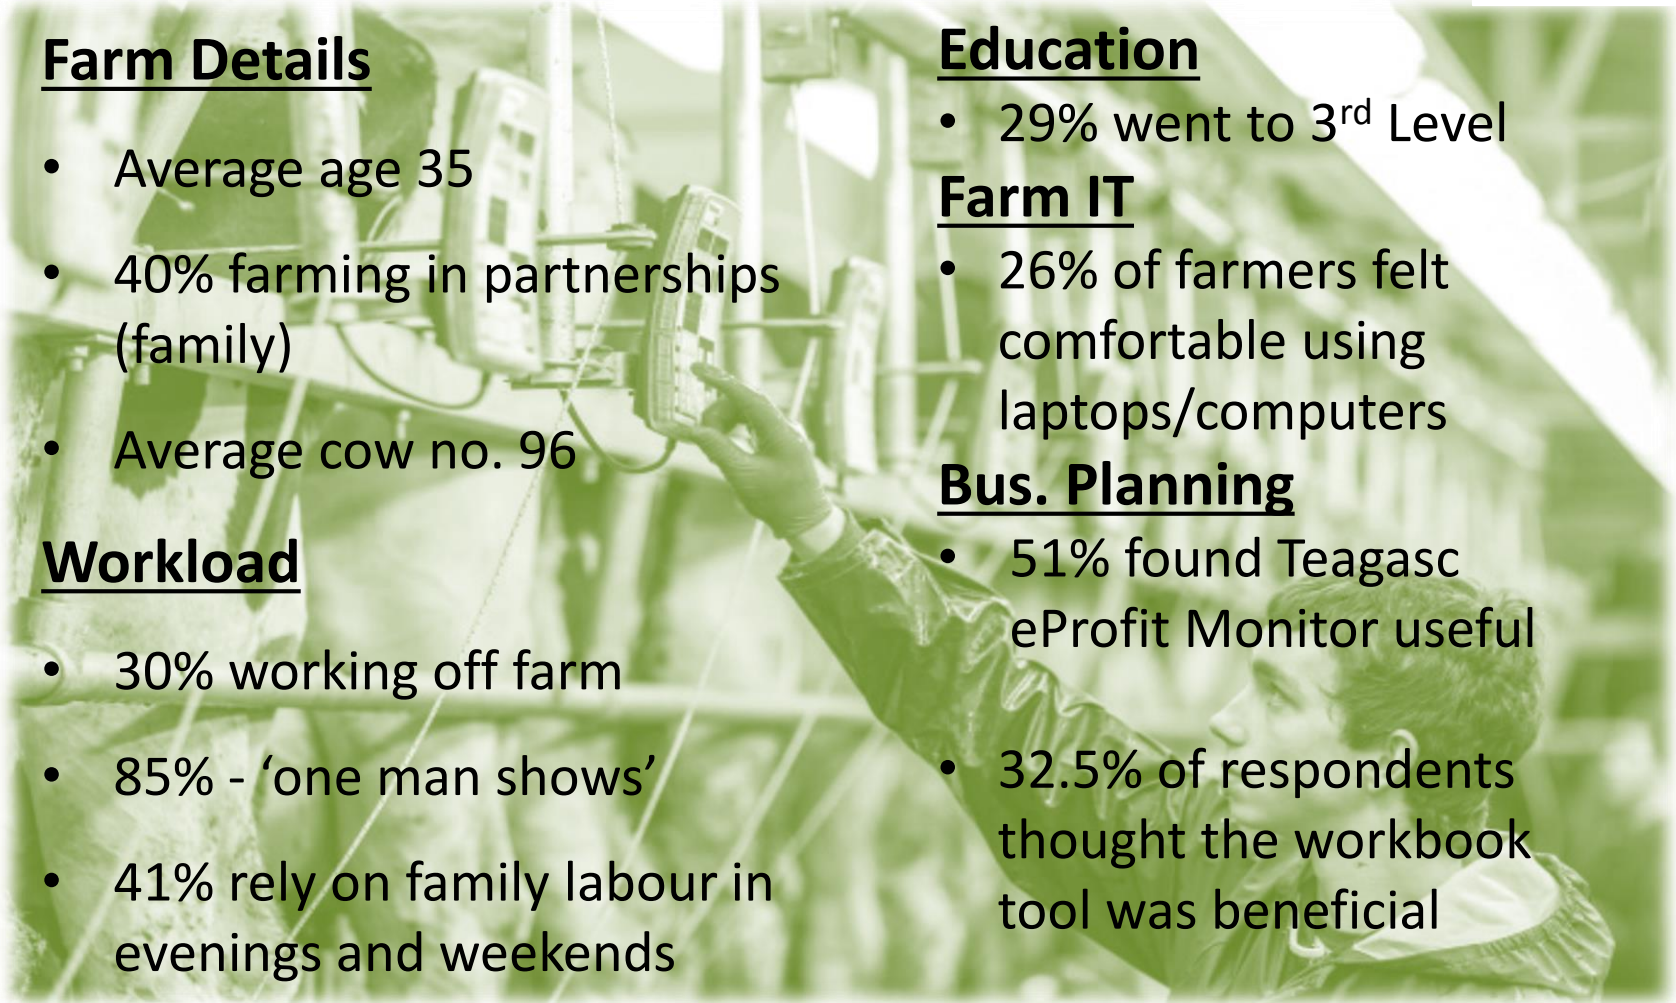 Farm Details
• Average age 35
• 40% farming in partnerships
(family)
• Average cow no. 96
Workload
• 30% working off farm
• 85% - ‘one man shows’
• 41% rely on family labour in
evenings and weekends
Education
• 29% went to 3rd Level
Farm IT
• 26% of farmers felt
comfortable using
laptops/computers
Bus. Planning
• 51% found Teagasc
eProfit Monitor useful
• 32.5% of respondents
thought the workbook
tool was beneficial